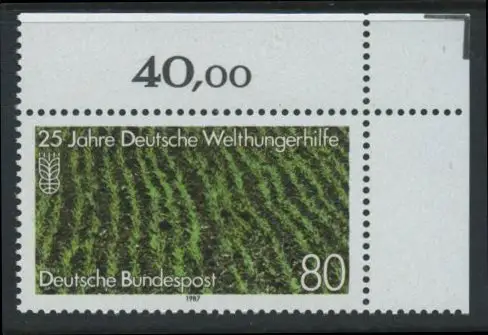 40,00
25 Jahre Deutsche Welthungerhilfe
Deutsche Bundespost
80
1987